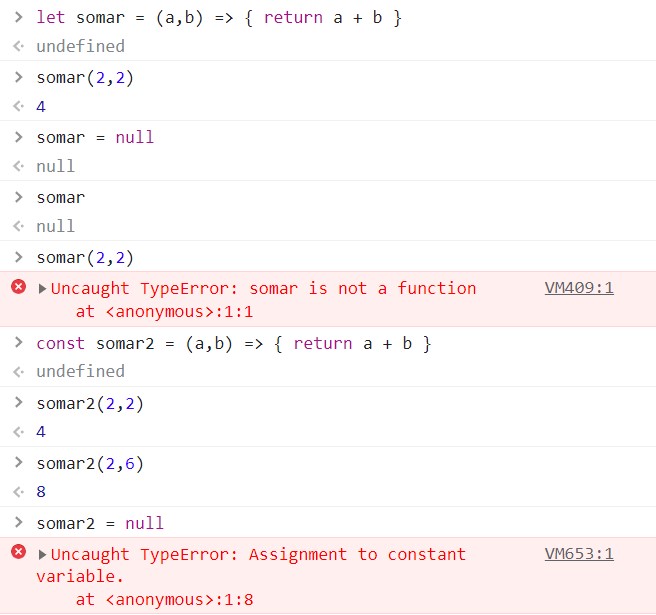 > let somar = (a,b) => { return a + b }
<· undefined
> somar(2,2)
<· 4
> somar = null
<· null
> somar
<· null
> somar(2,2)
▶Uncaught TypeError: somar is not a function VM409:1
at <anonymous>:1:1
> const somar2 = (a,b) => { return a + b }
<· undefined
> somar2(2,2)
<· 4
> somar2(2,6)
<· 8
> somar2 = null
▶Uncaught TypeError: Assignment to constant VM653:1
variable.
at <anonymous>:1:8